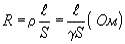 R = ρ ℓ/S = ℓ/γS (Ом)